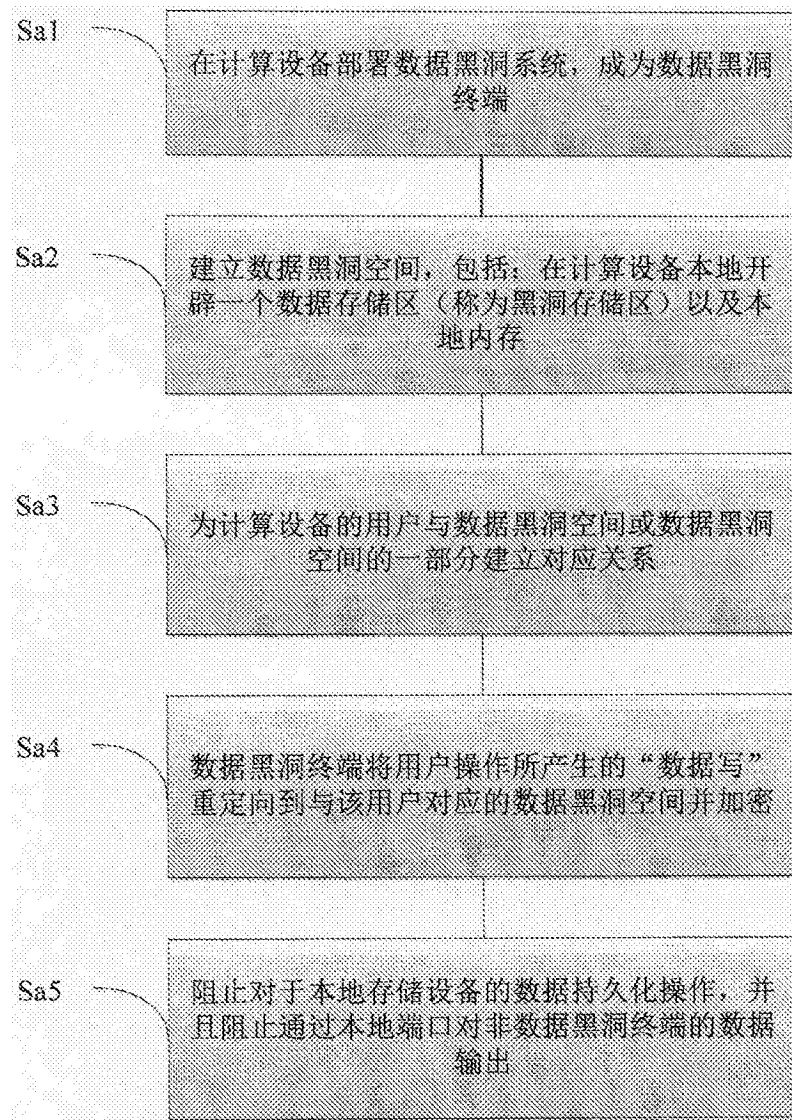 Sa1
在计算设备部署数据黑洞系统，成为数据黑洞
终端
Sa2
建立数据黑洞空间，包括：在计算设备本地开
辟一个数据存储区（称为黑洞存储区）以及本
地内存
Sa3
为计算设备的用户与数据黑洞空间或数据黑洞
空间的一部分建立对应关系
Sa4
数据黑洞终端将用户操作所产生的“数据写”
重定向到与该用户对应的数据黑洞空间并加密
Sa5
阻止对于本地存储设备的数据持久化操作，并
且阻止通过本地端口对非数据黑洞终端的数据
输出